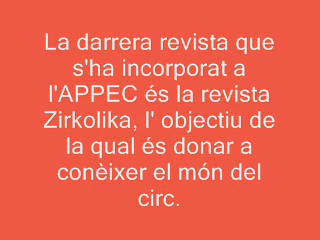 La darrera revista que
s'ha incorporat a
l'APPEC és la revista
Zirkolika, l' objectiu de
la qual és donar a
conèixer el món del
circ.